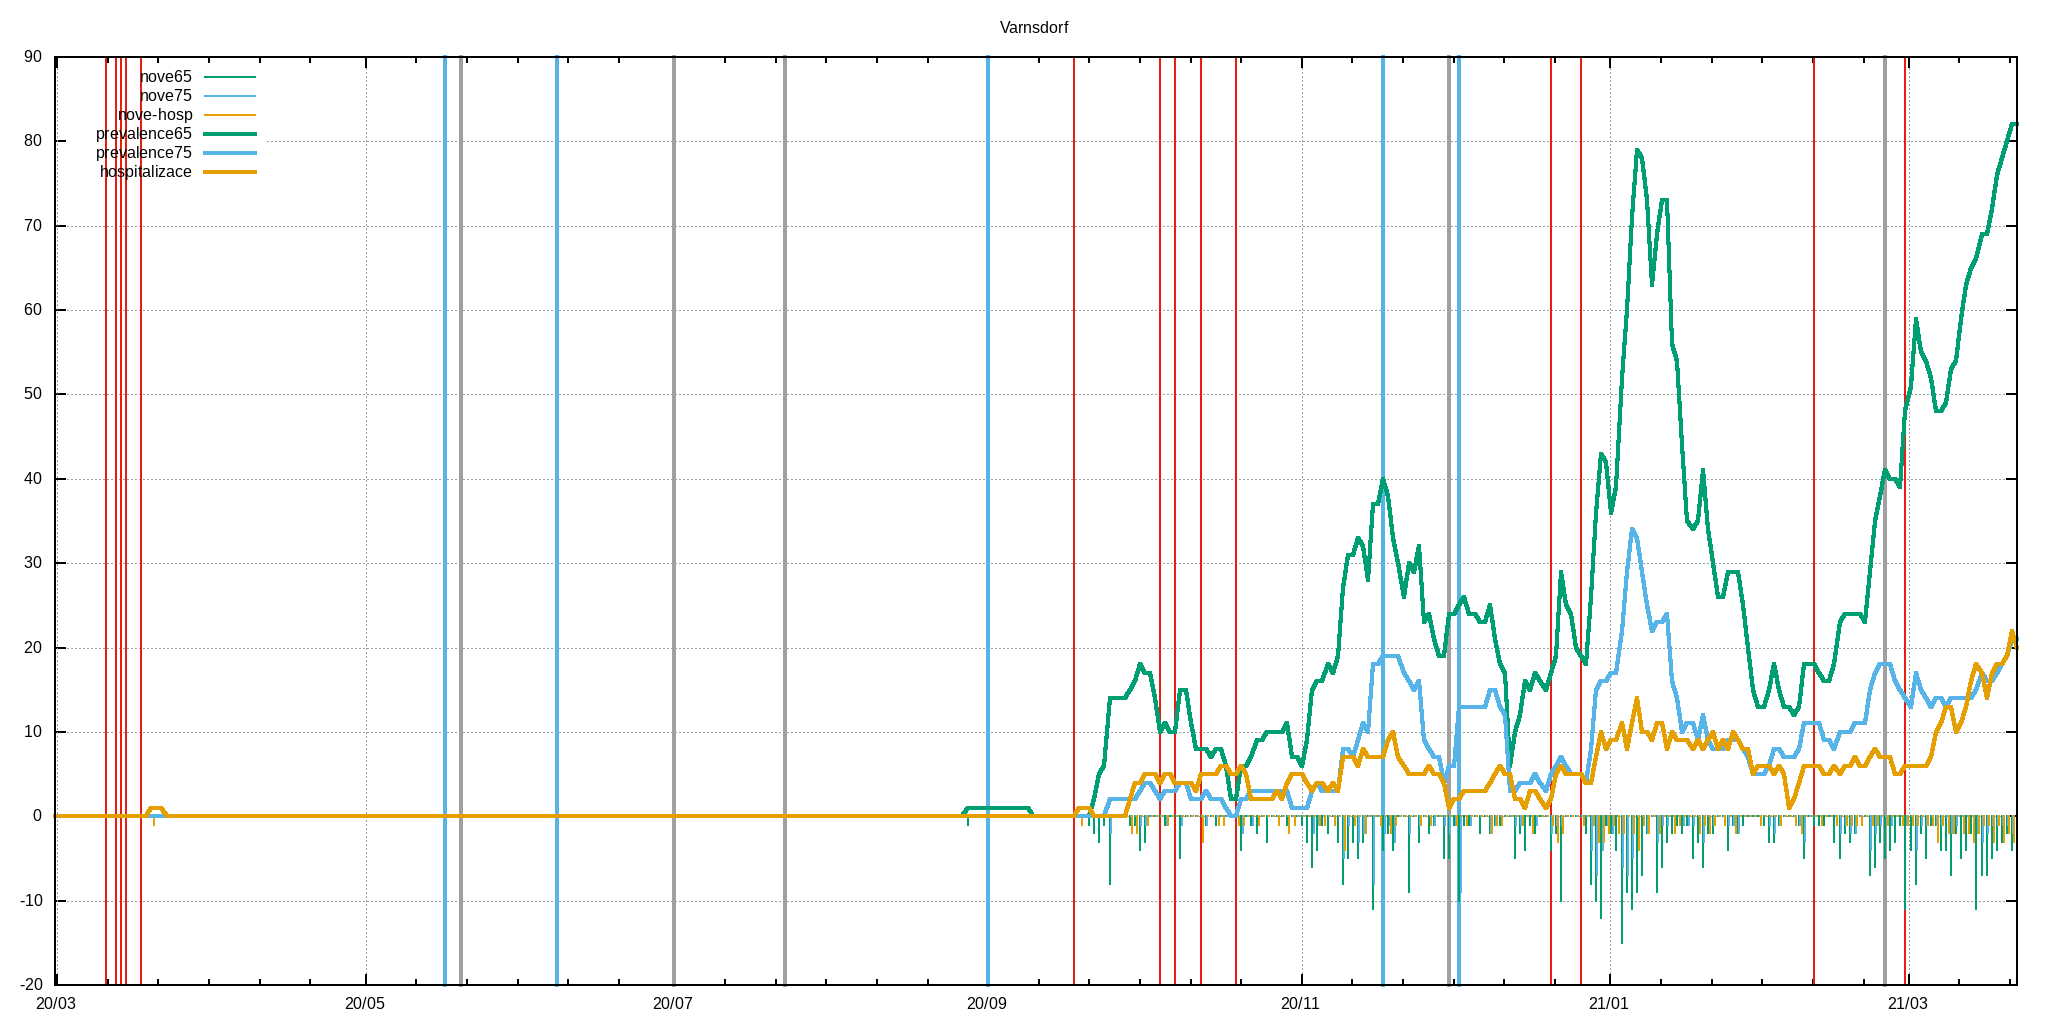 Varnsdorf
90
80
70
60
50
40
30
20
10
0
-10
-20
nove65
nove75
nove-hosp
prevalence65
prevalence75
hospitalizace
20/03 20/05 20/07 20/09 20/11 21/01 21/03